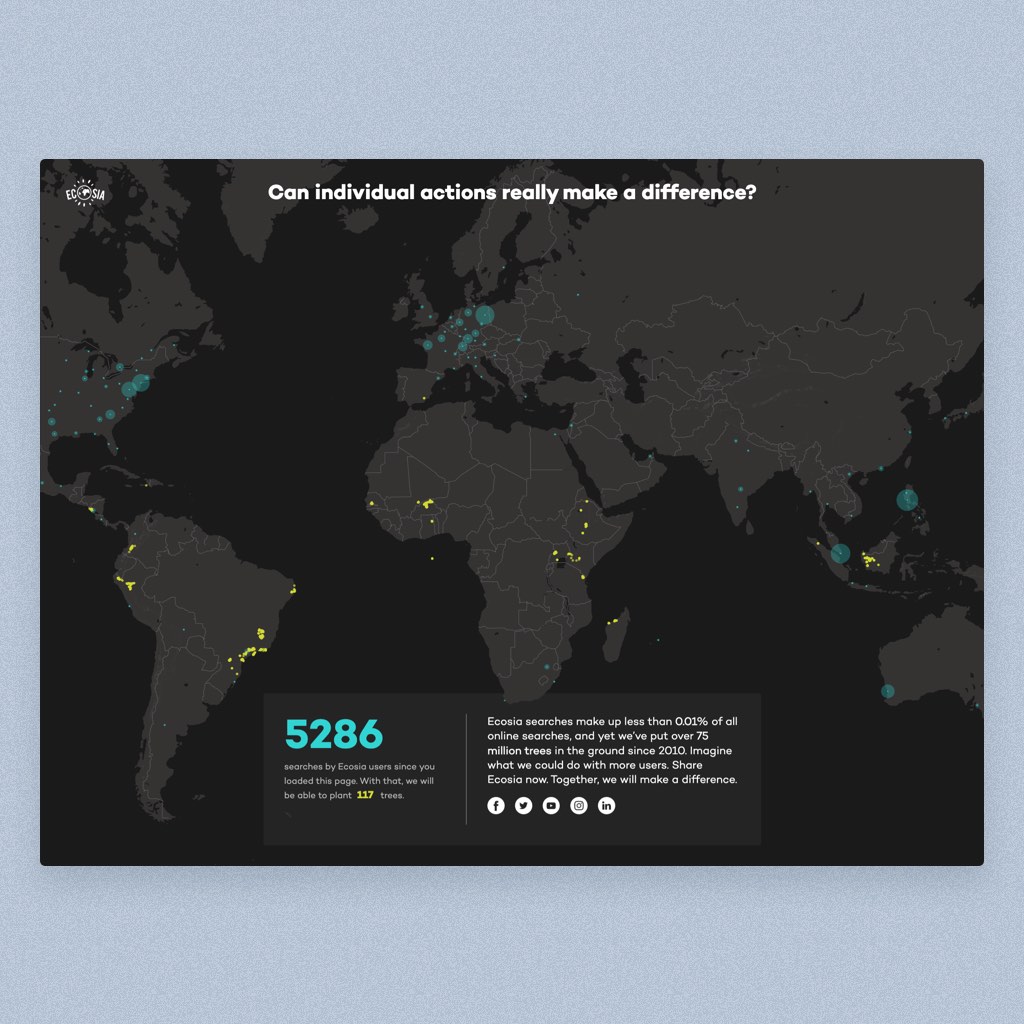 ECOSIA
Can individual actions really make a difference?
5286
searches by Ecosia users since you
loaded this page. With that, we will
be able to plant 117 trees.
Ecosia searches make up less than 0.01% of all
online searches, and yet we've put over 75
million trees in the ground since 2010. Imagine
what we could do with more users. Share
Ecosia now. Together, we will make a difference.